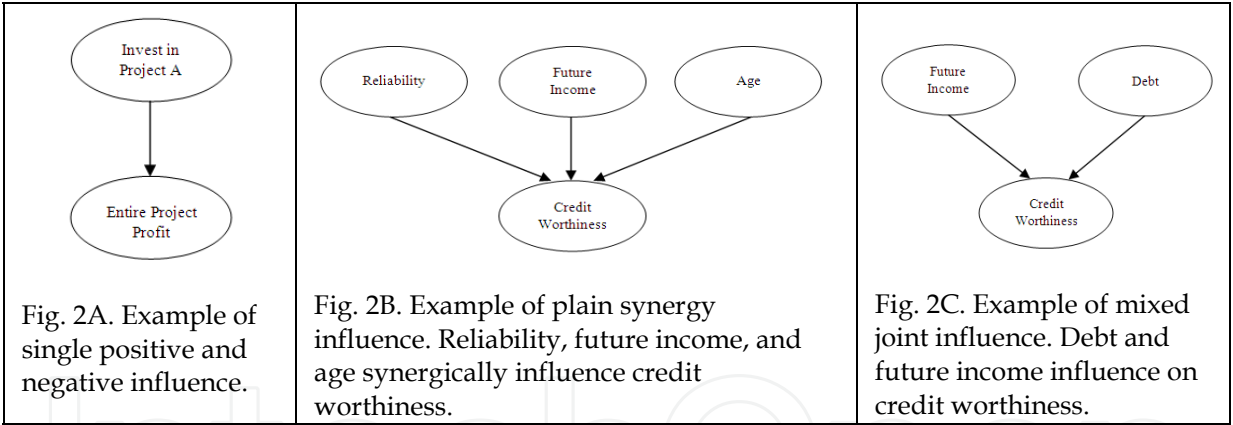 Invest in
Project A
Entire Project
Profit
Fig. 2A. Example of
single positive and
negative influence.
Reliability
Future
Income
Age
Credit
Worthiness
Fig. 2B. Example of plain synergy
influence. Reliability, future income, and
age synergically influence credit
worthiness.
Future
Income
Debt
Credit
Worthiness
Fig. 2C. Example of mixed
joint influence. Debt and
future income influence on
credit worthiness.